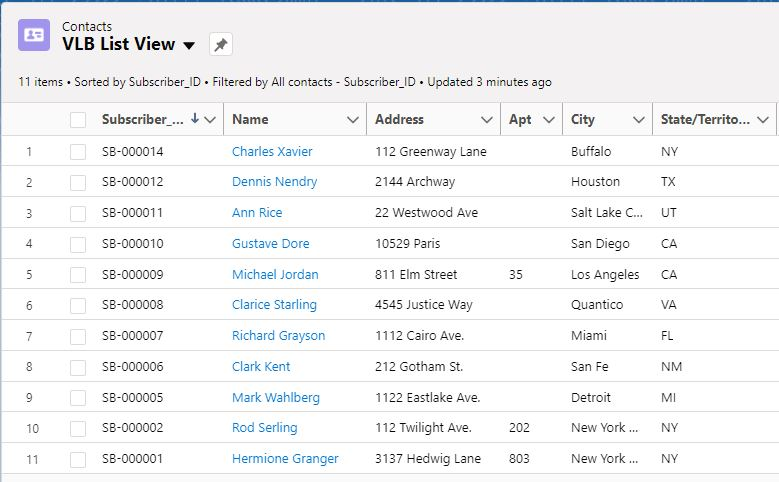 Contacts
VLB List View
11 items • Sorted by Subscriber_ID • Filtered by All contacts - Subscriber_ID • Updated 3 minutes ago
Subscriber_... Name Address Apt City State/Territo...
1 SB-000014 Charles Xavier 112 Greenway Lane Buffalo NY
2 SB-000012 Dennis Nendry 2144 Archway Houston TX
3 SB-000011 Ann Rice 22 Westwood Ave Salt Lake C... UT
4 SB-000010 Gustave Dore 10529 Paris San Diego CA
5 SB-000009 Michael Jordan 811 Elm Street 35 Los Angeles CA
6 SB-000008 Clarice Starling 4545 Justice Way Quantico VA
7 SB-000007 Richard Grayson 1112 Cairo Ave. Miami FL
8 SB-000006 Clark Kent 212 Gotham St. San Fe NM
9 SB-000005 Mark Wahlberg 1122 Eastlake Ave. Detroit MI
10 SB-000002 Rod Serling 112 Twilight Ave. 202 New York ... NY
11 SB-000001 Hermione Granger 3137 Hedwig Lane 803 New York ... NY